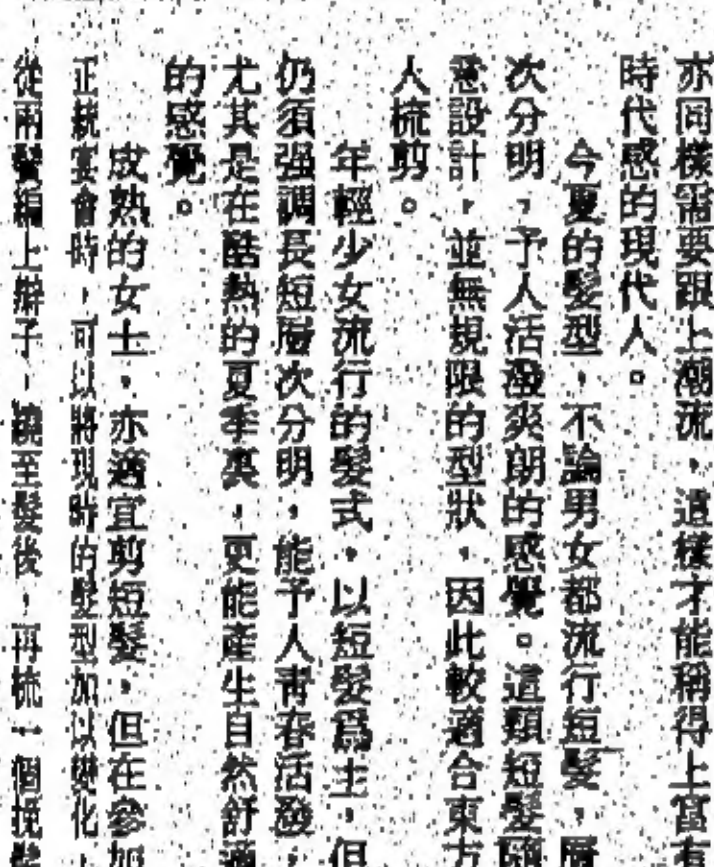 亦同樣需要跟上潮流，這樣才能稱得上富有
時代感的現代人。
今夏的髮型，不論男女都流行短髮，層
次分明，予人活潑爽朗的感覺。這類短髮隨
意設計，並無規限的型狀，因此較適合東方
人梳剪。
年輕少女流行的髮式，以短髮爲主，但
仍須强調長短層次分明，能予人青春活潑，
尤其是在酷熱的夏季裏，更能產生自然舒適
的感覺。
成熟的女士，亦適宜剪短髮，但在參加
正統宴會時，可以將現時的髮型加以變化，
從兩鬢編上辮子，繞至髮後，再梳一個挽髻